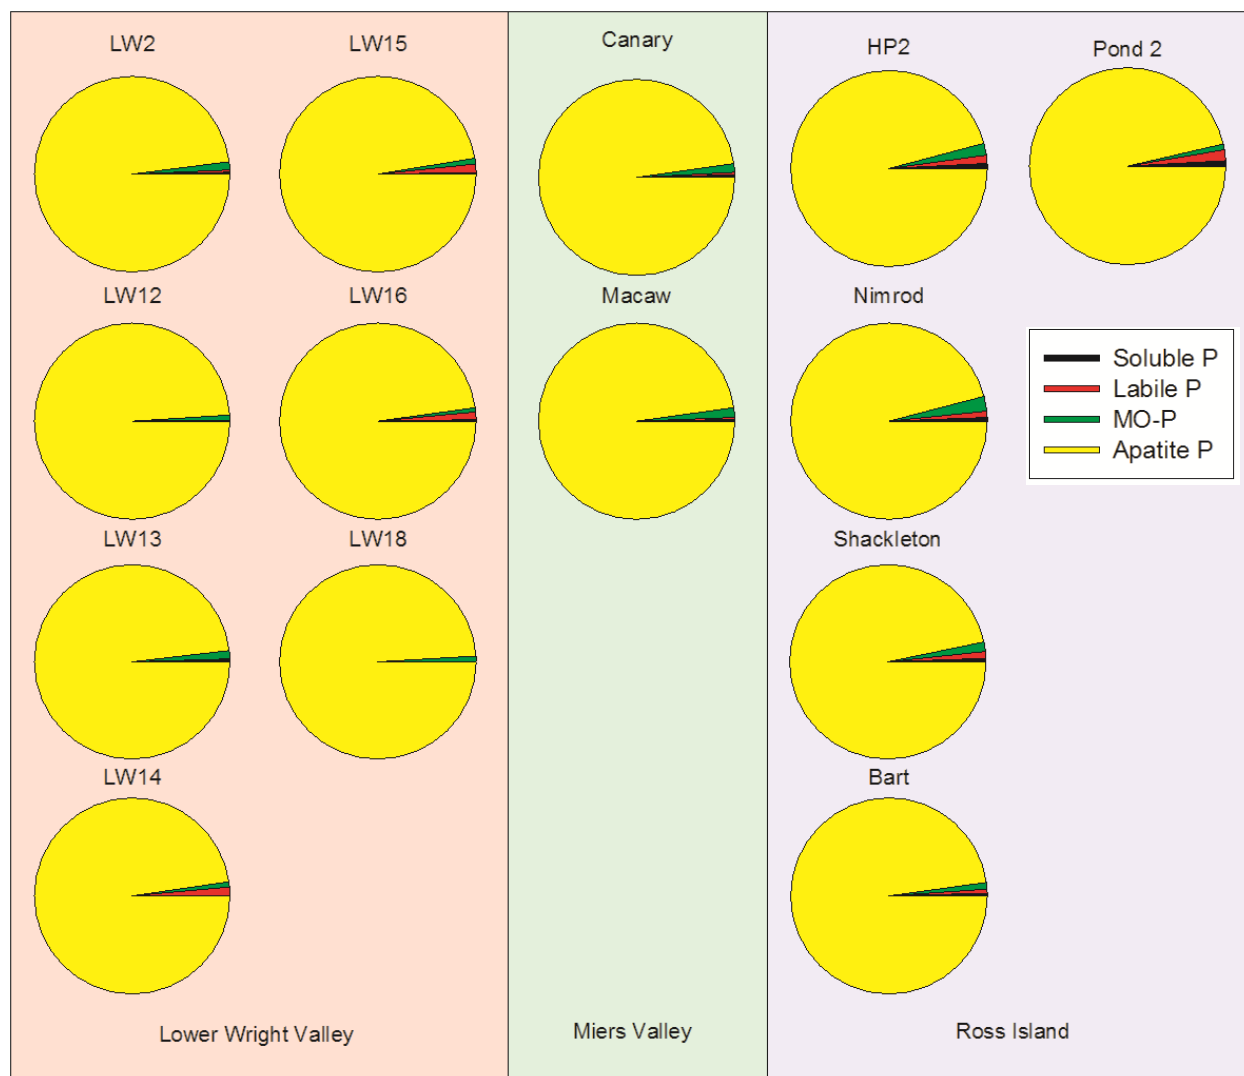 LW2
LW15
Canary
HP2
Pond 2
LW12
LW16
Macaw
Nimrod
Soluble P
Labile P
MO-P
Apatite P
LW13
LW18
Shackleton
LW14
Bart
Lower Wright Valley
Miers Valley
Ross Island